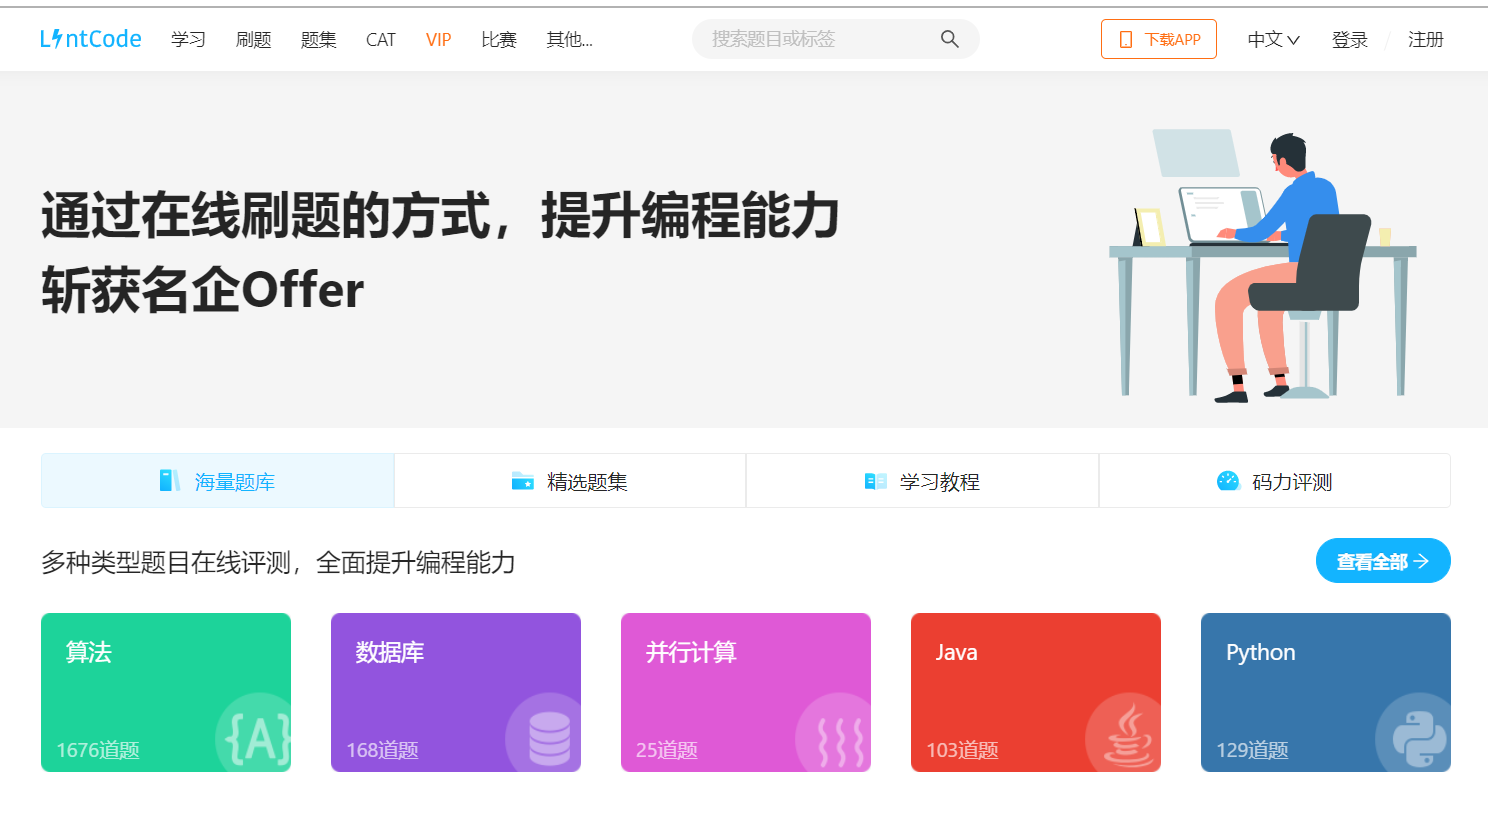 LintCode 学习 刷题 题集 CAT VIP 比赛 其他... 搜索题目或标签 下载APP 中文 登录 / 注册
通过在线刷题的方式，提升编程能力
斩获名企Offer
海量题库 精选题集 学习教程 码力评测
多种类型题目在线评测，全面提升编程能力 查看全部
算法 数据库 并行计算 Java Python
{A}
1676道题 168道题 25道题 103道题 129道题